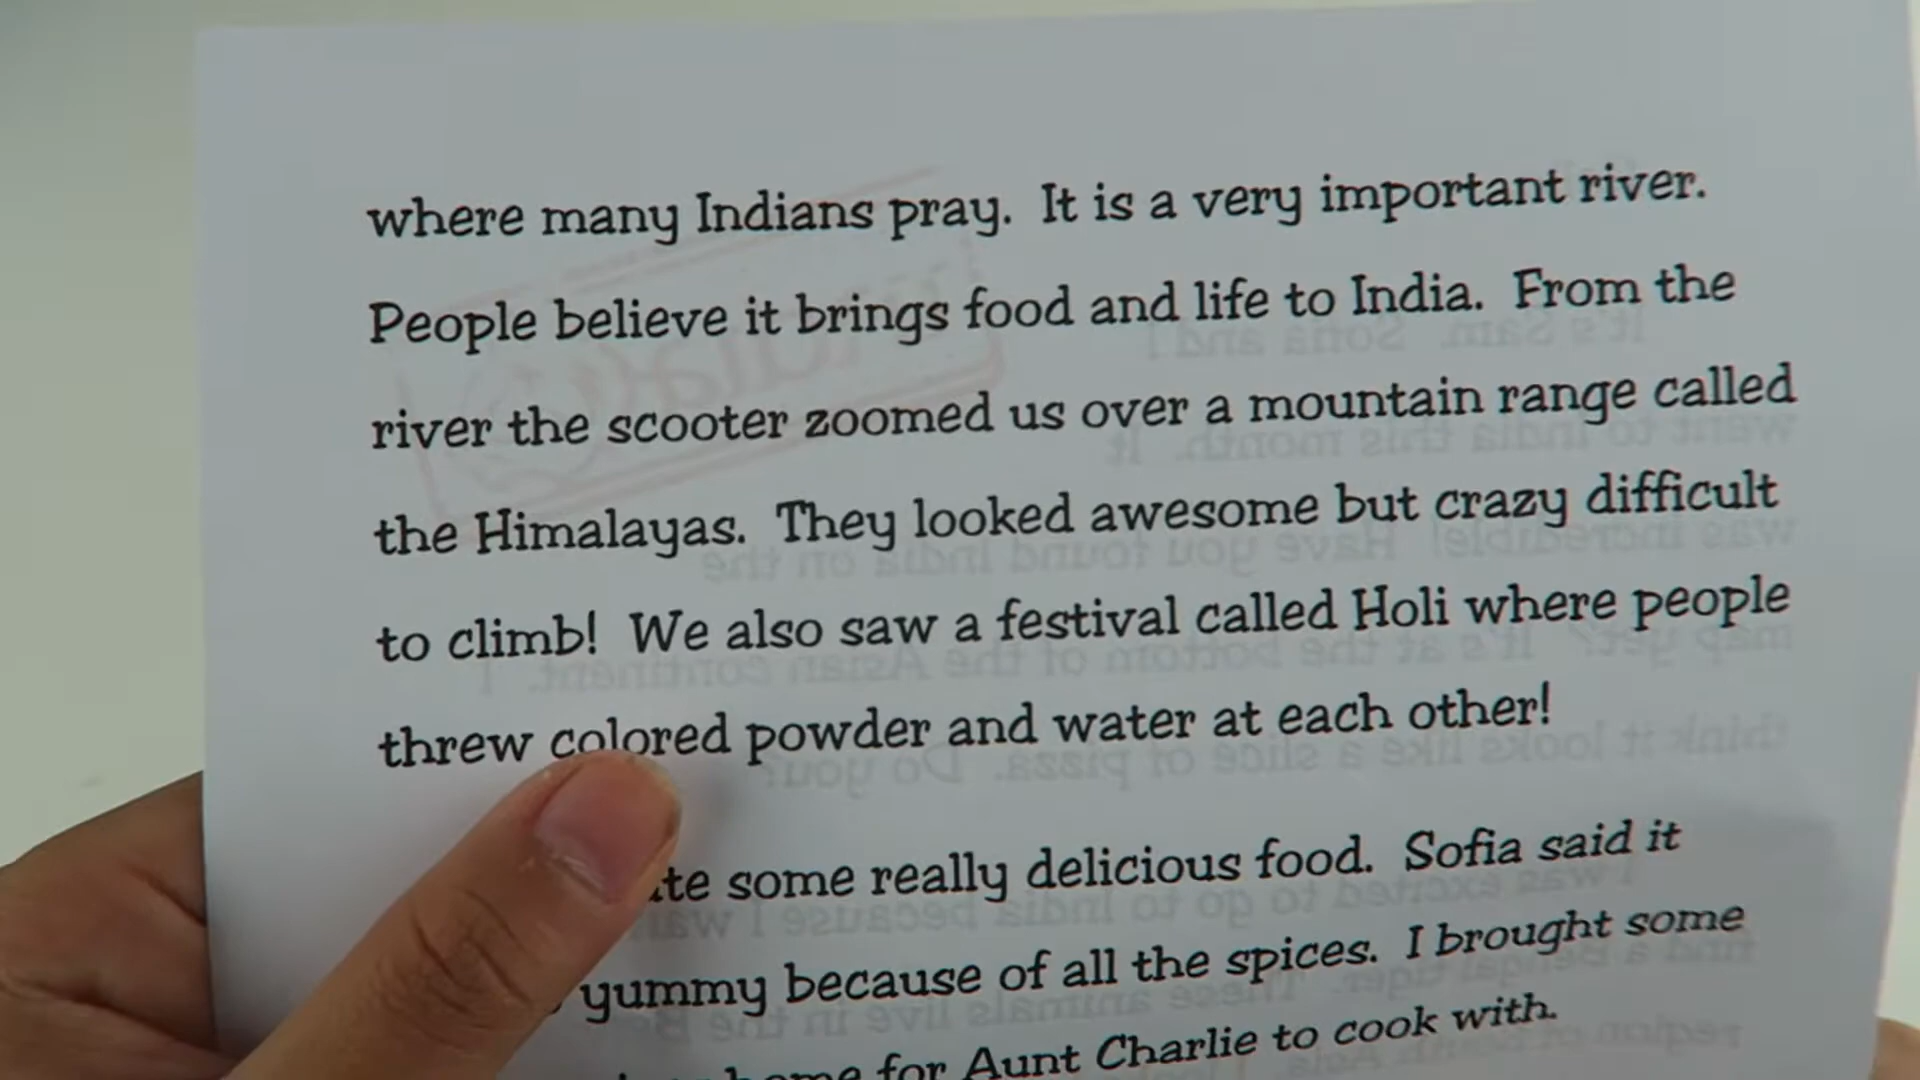 where many Indians pray. It is a very important river.
People believe it brings food and life to India. From the
river the scooter zoomed us over a mountain range called
the Himalayas. They looked awesome but crazy difficult
to climb! We also saw a festival called Holi where people
threw colored powder and water at each other!
some really delicious food. Sofia said it
yummy because of all the spices. I brought some
for Aunt Charlie to cook with.